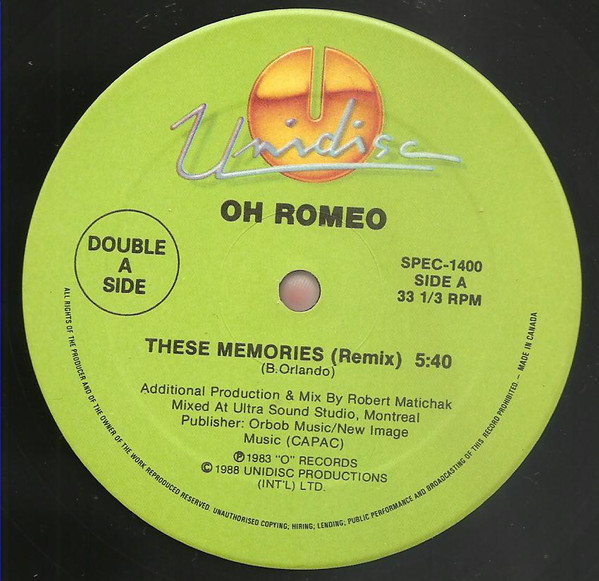 Unidisc
OH ROMEO
DOUBLE
A
SIDE
SPEC-1400
SIDE A
33 1/3 RPM
THESE MEMORIES (Remix) 5:40
(B.Orlando)
Additional Production & Mix By Robert Matichak
Mixed At Ultra Sound Studio, Montreal
Publisher: Orbob Music/New Image
Music (CAPAC)
Ⓟ1983 "O" RECORDS
©1988 UNIDISC PRODUCTIONS
(INT'L) LTD.
ALL RIGHTS OF THE PRODUCER AND OF THE OWNER OF THE WORK REPRODUCED RESERVED. UNAUTHORISED COPYING; HIRING; LENDING; PUBLIC PERFORMANCE AND BROADCASTING OF THIS RECORD PROHIBITED. – MADE IN CANADA